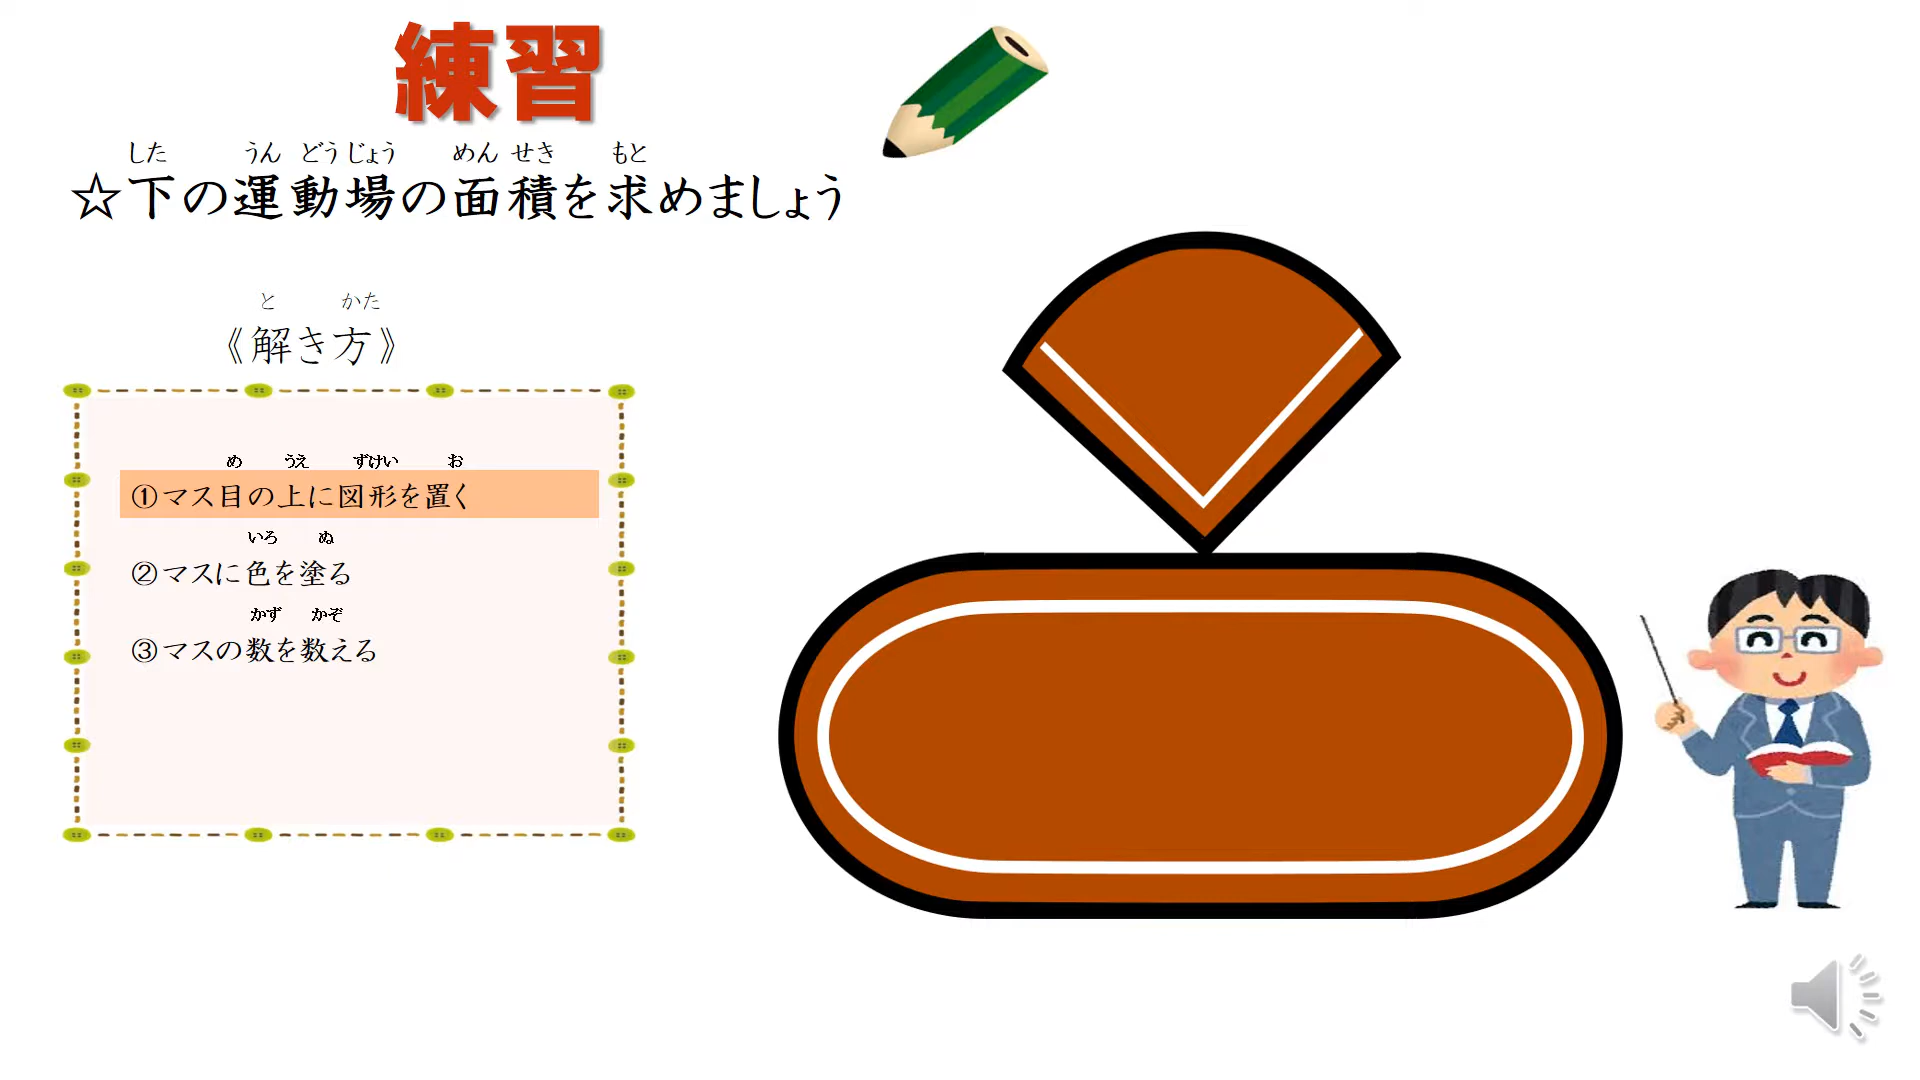 練習
した うん どう じょう めん せき もと
☆下の運動場の面積を求めましょう
と かた
《解き方》
め うえ ずけい お
①マス目の上に図形を置く
いろ ぬ
②マスに色を塗る
かず かぞ
③マスの数を数える